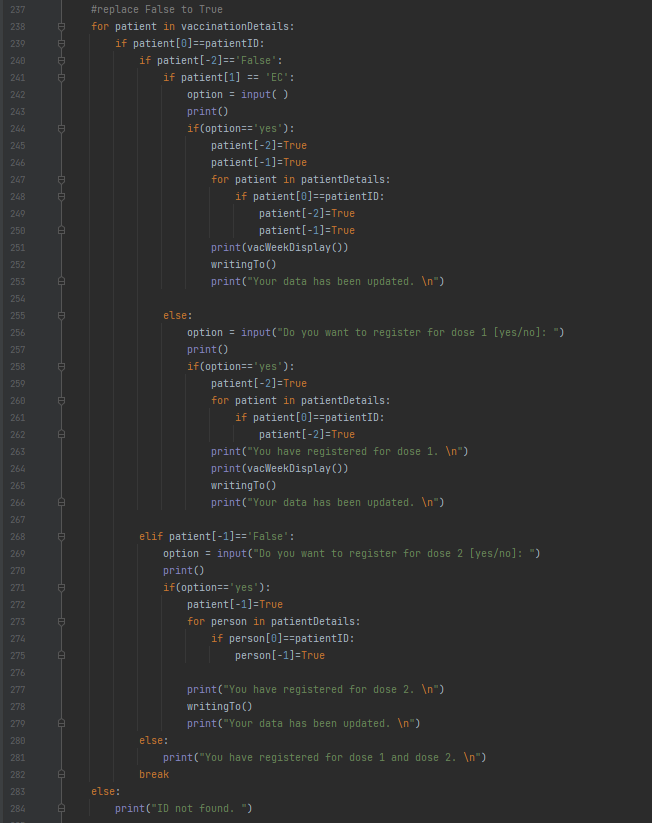 237 #replace False to True
238 for patient in vaccinationDetails:
239 if patient[0]==patientID:
240 if patient[-2]=='False':
241 if patient[1] == 'EC':
242 option = input( )
243 print()
244 if(option=='yes'):
245 patient[-2]=True
246 patient[-1]=True
247 for patient in patientDetails:
248 if patient[0]==patientID:
249 patient[-2]=True
250 patient[-1]=True
251 print(vacWeekDisplay())
252 writingTo()
253 print("Your data has been updated. \n")
254
255 else:
256 option = input("Do you want to register for dose 1 [yes/no]: ")
257 print()
258 if(option=='yes'):
259 patient[-2]=True
260 for patient in patientDetails:
261 if patient[0]==patientID:
262 patient[-2]=True
263 print("You have registered for dose 1. \n")
264 print(vacWeekDisplay())
265 writingTo()
266 print("Your data has been updated. \n")
267
268 elif patient[-1]=='False':
269 option = input("Do you want to register for dose 2 [yes/no]: ")
270 print()
271 if(option=='yes'):
272 patient[-1]=True
273 for person in patientDetails:
274 if person[0]==patientID:
275 person[-1]=True
276
277 print("You have registered for dose 2. \n")
278 writingTo()
279 print("Your data has been updated. \n")
280 else:
281 print("You have registered for dose 1 and dose 2. \n")
282 break
283 else:
284 print("ID not found. ")